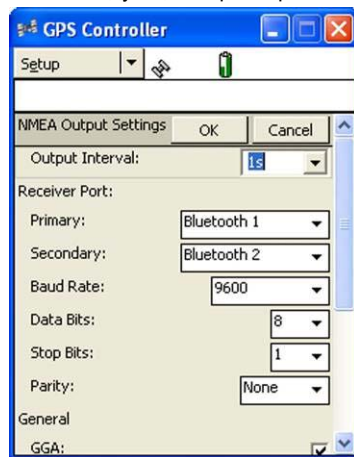 GPS Controller
Setup
NMEA Output Settings OK Cancel
Output Interval: 1s
Receiver Port:
Primary: Bluetooth 1
Secondary: Bluetooth 2
Baud Rate: 9600
Data Bits: 8
Stop Bits: 1
Parity: None
General
GGA: